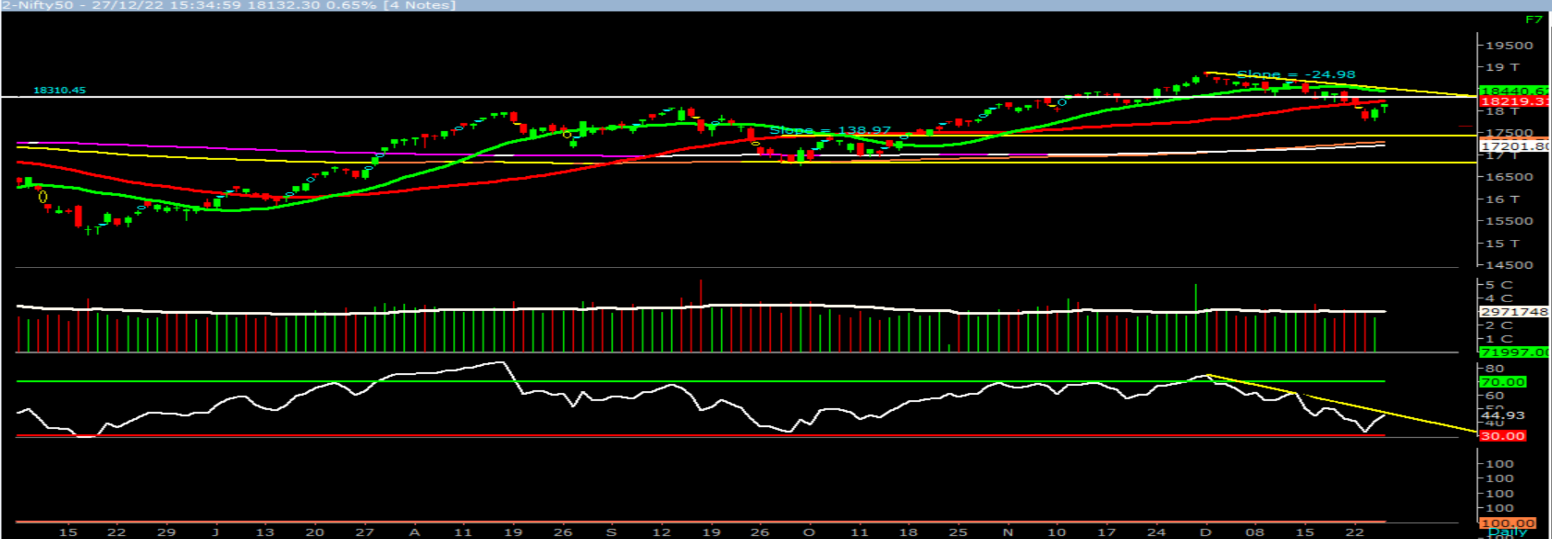 2-Nifty50 - 27/12/22 15:34:59 18132.30 0.65% [4 Notes]
F7
19500
19 T
Slope = -24.98
18310.45
18440.63
18219.31
18 T
Slope = 138.97
17500
17201.80
17 T
16500
16 T
15500
15 T
14500
5 C
4 C
2971748
2 C
1 C
71997.00
80
70.00
60
44.93
40
30.00
100
100
100
100
100.00
15 22 29 J 13 20 27 A 11 19 26 S 12 19 26 O 11 18 25 N 10 17 24 D 08 15 22 Daily